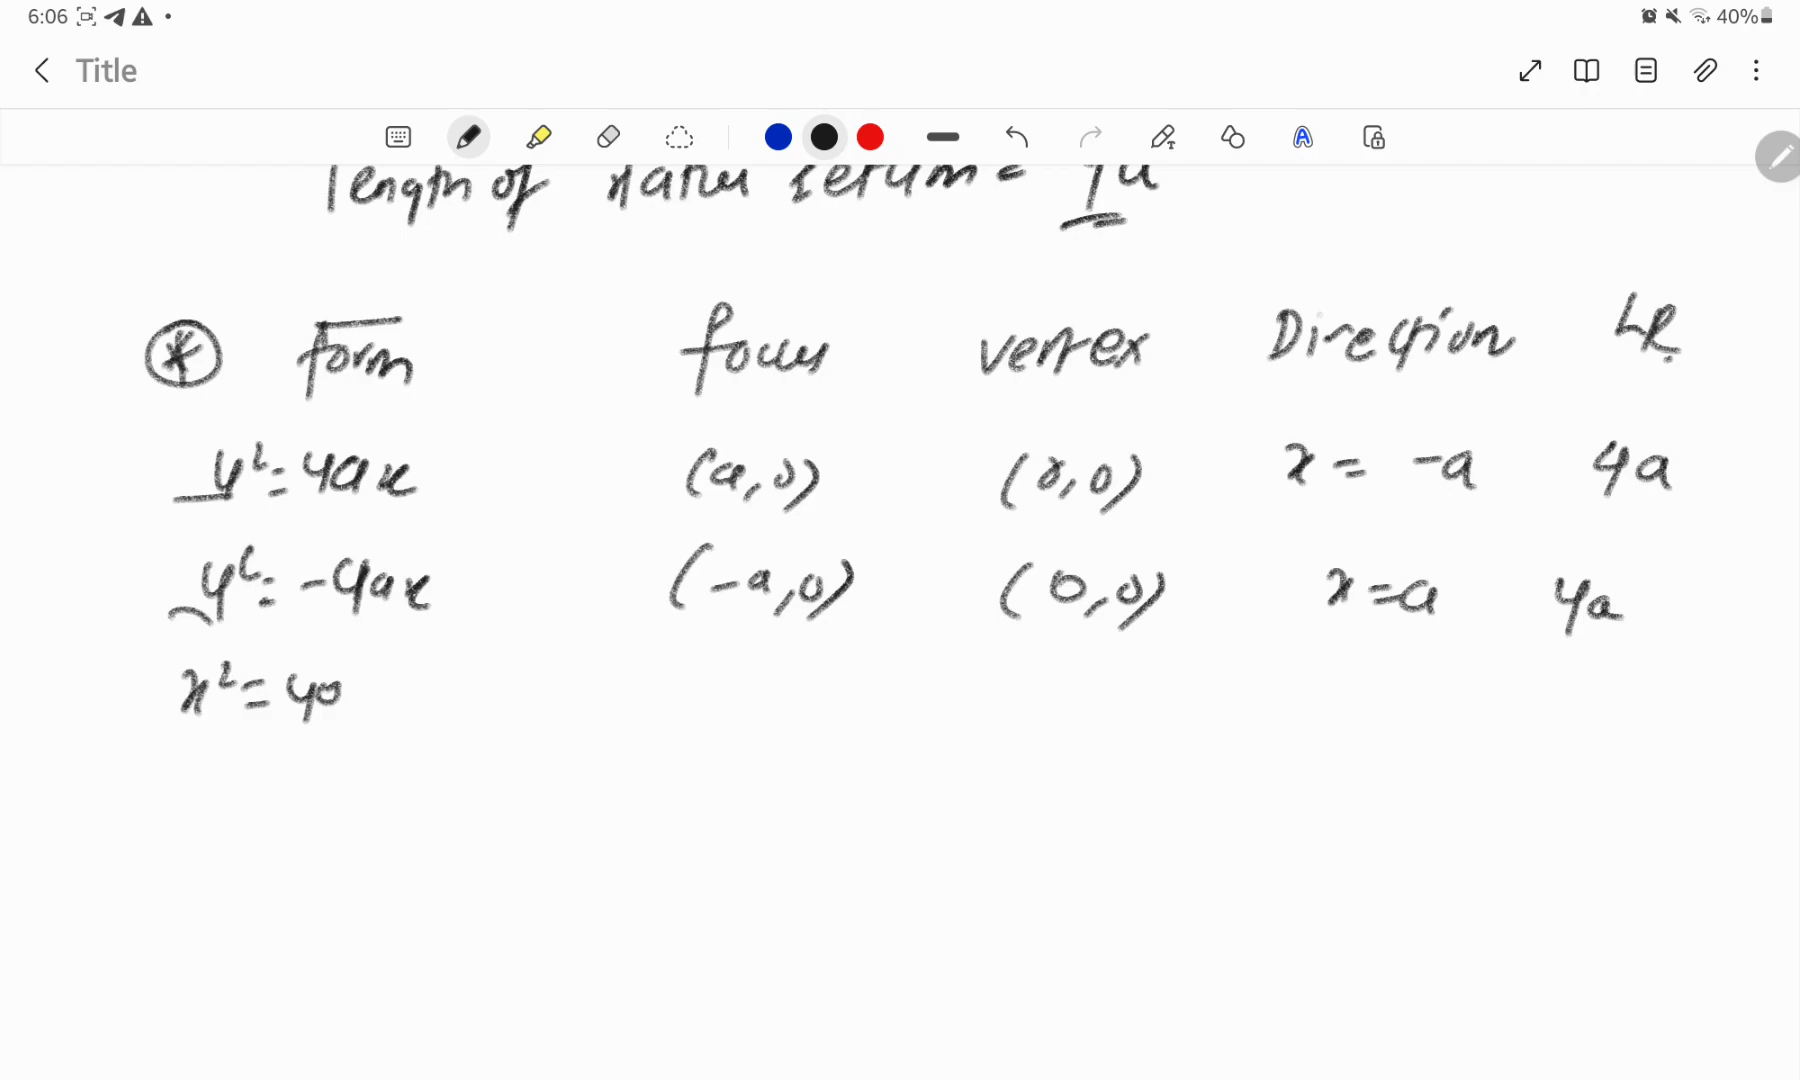 6:06 40%
Title
length of latus rectum = 4a
Form focus vertex Direction LR.
y²=4ax (a,0) (0,0) x = -a 4a
y²=-4ax (-a,0) (0,0) x=a 4a
x²=40